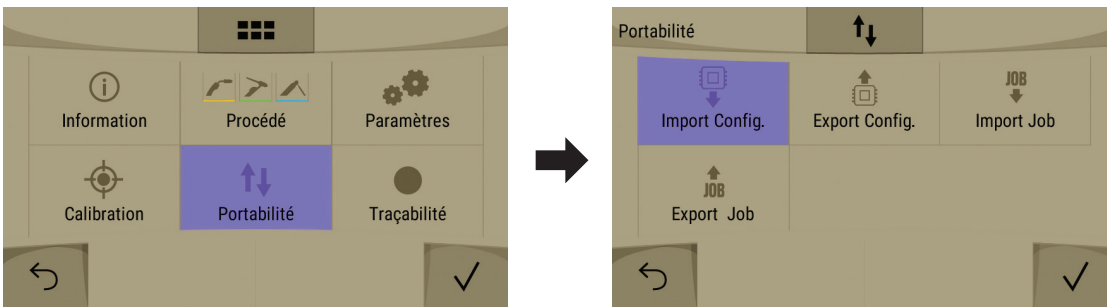 Information
Procédé
Paramètres
Calibration
Portabilité
Traçabilité
Portabilité
Import Config.
Export Config.
JOB
Import Job
JOB
Export Job